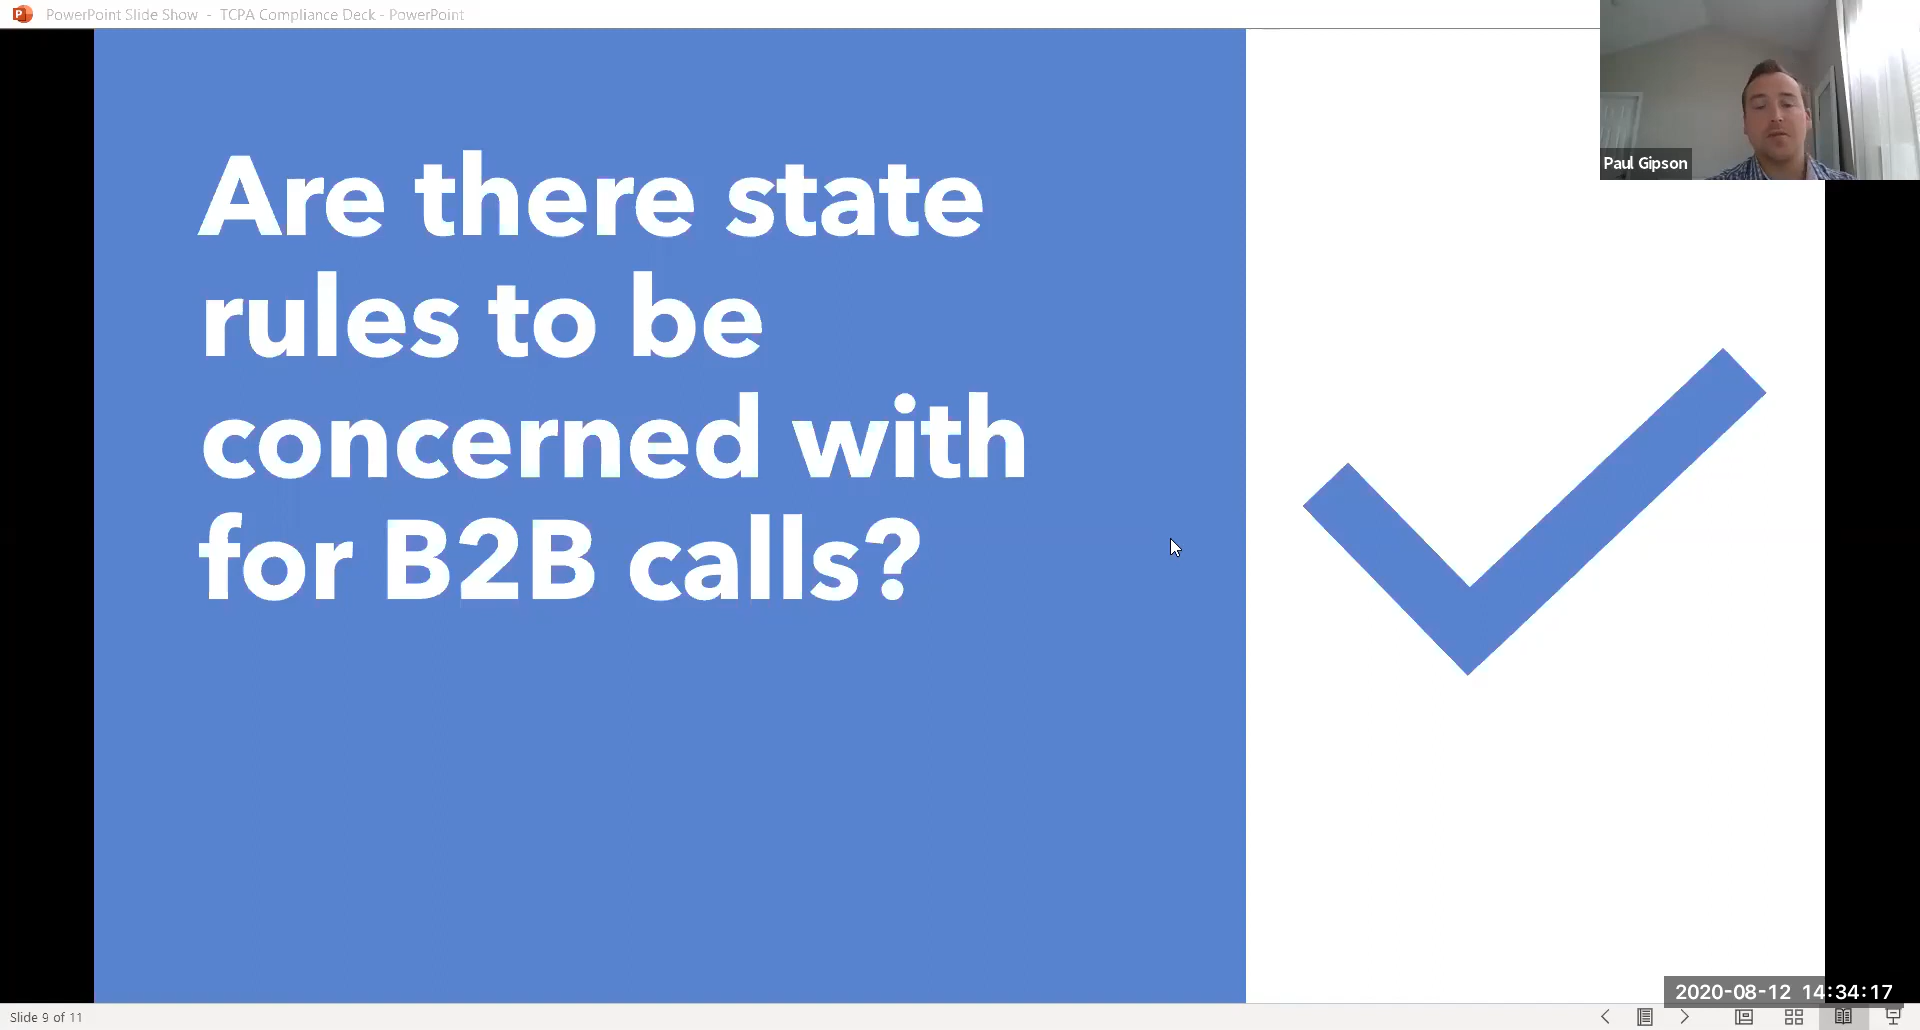 PowerPoint Slide Show - TCPA Compliance Deck - PowerPoint
Paul Gipson
Are there state
rules to be
concerned with
for B2B calls?
2020-08-12 14:34:17
Slide 9 of 11